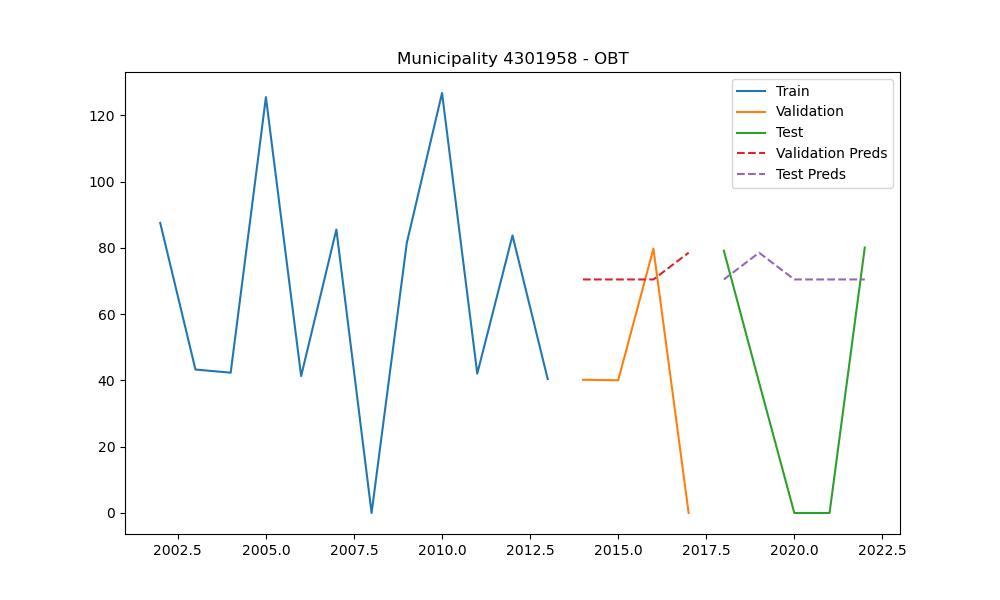 Municipality 4301958 - OBT
Train
Validation
Test
Validation Preds
Test Preds
120
100
80
60
40
20
0
2002.5 2005.0 2007.5 2010.0 2012.5 2015.0 2017.5 2020.0 2022.5